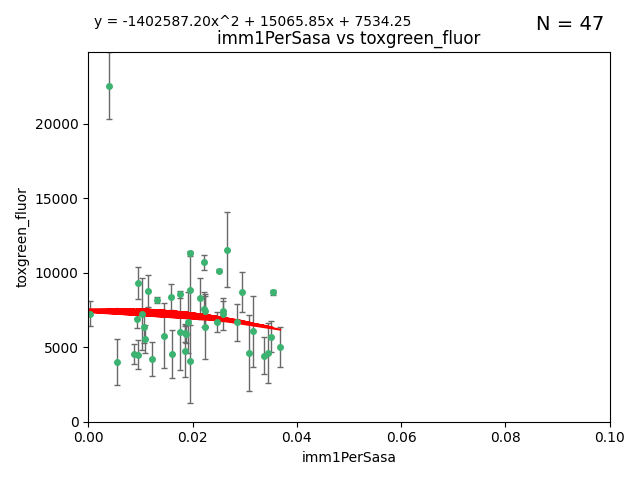 y = -1402587.20x^2 + 15065.85x + 7534.25
N = 47
imm1PerSasa vs toxgreen_fluor
toxgreen_fluor
20000
15000
10000
5000
0
0.00 0.02 0.04 0.06 0.08 0.10
imm1PerSasa